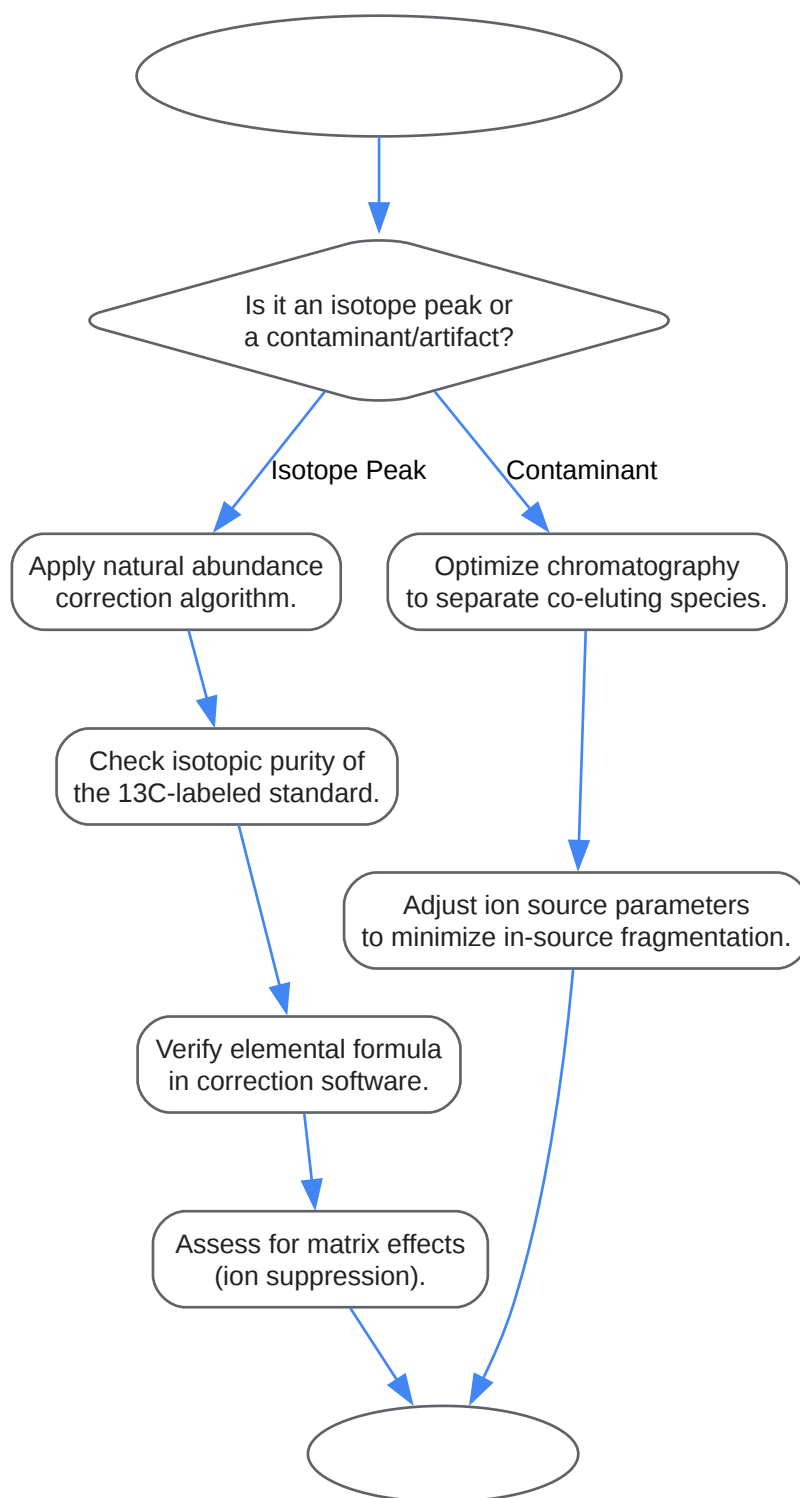 Is it an isotope peak or
a contaminant/artifact?
Isotope Peak
Contaminant
Apply natural abundance
correction algorithm.
Optimize chromatography
to separate co-eluting species.
Check isotopic purity of
the 13C-labeled standard.
Adjust ion source parameters
to minimize in-source fragmentation.
Verify elemental formula
in correction software.
Assess for matrix effects
(ion suppression).